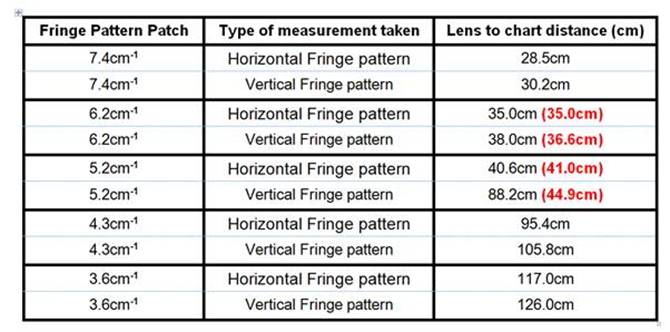 Fringe Pattern Patch Type of measurement taken Lens to chart distance (cm)
7.4cm⁻¹ Horizontal Fringe pattern 28.5cm
7.4cm⁻¹ Vertical Fringe pattern 30.2cm
6.2cm⁻¹ Horizontal Fringe pattern 35.0cm (35.0cm)
6.2cm⁻¹ Vertical Fringe pattern 38.0cm (36.6cm)
5.2cm⁻¹ Horizontal Fringe pattern 40.6cm (41.0cm)
5.2cm⁻¹ Vertical Fringe pattern 88.2cm (44.9cm)
4.3cm⁻¹ Horizontal Fringe pattern 95.4cm
4.3cm⁻¹ Vertical Fringe pattern 105.8cm
3.6cm⁻¹ Horizontal Fringe pattern 117.0cm
3.6cm⁻¹ Vertical Fringe pattern 126.0cm